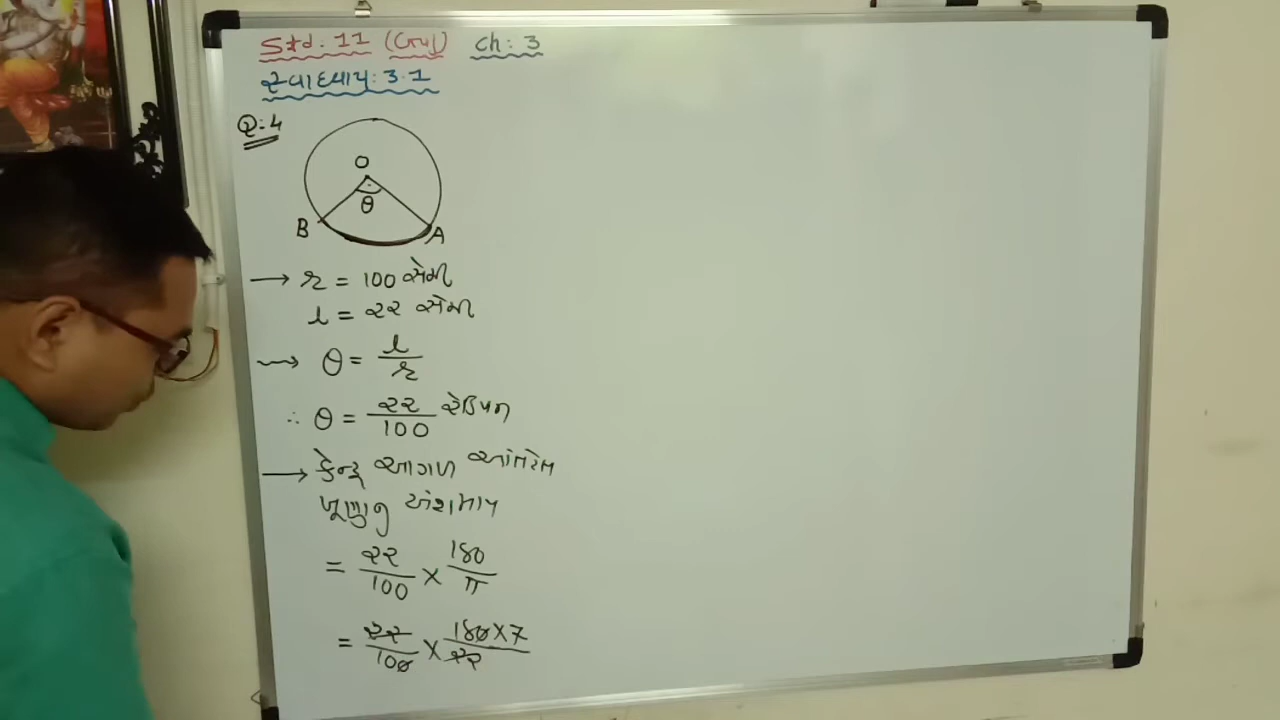 Std. 11 (ગણિ) Ch: 3
સ્વાધ્યાય: 3.1
Q: 4
O
θ
B A
→ r = 100 સેમી
l = 22 સેમી
→ θ = l/r
∴ θ = 22/100 રેડિયન
→ કેન્દ્ર આગળ આંતરેલ
ખૂણાનું અંશમાપ
= 22/100 × 180/π
= 22/100 × 180×7/22